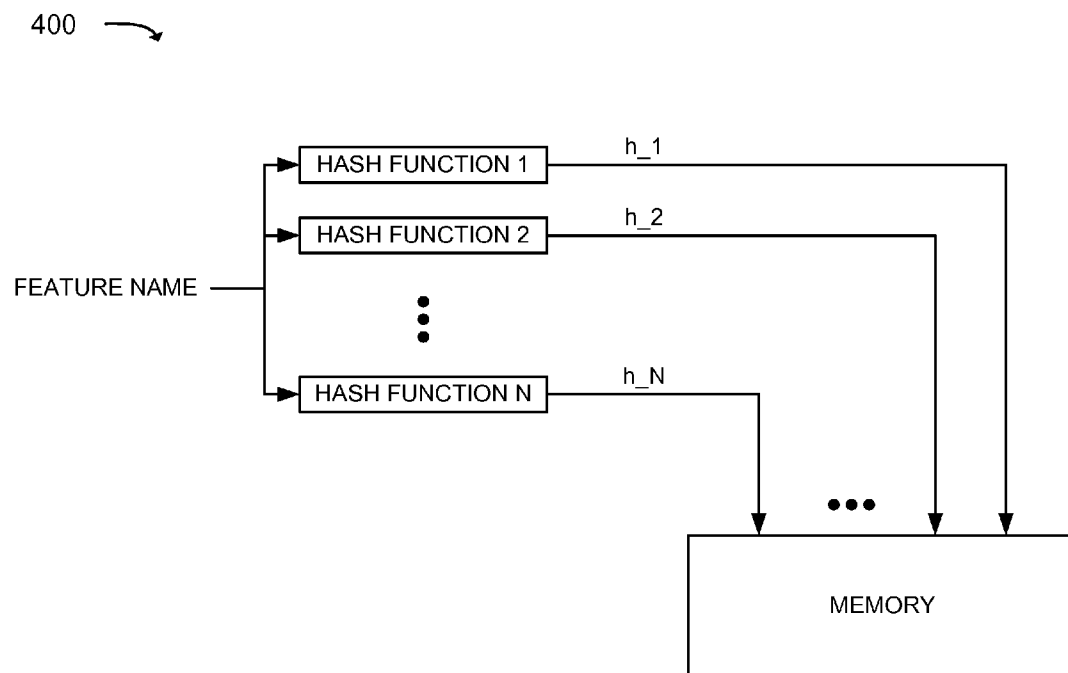 400
HASH FUNCTION 1
h_1
HASH FUNCTION 2
h_2
FEATURE NAME
HASH FUNCTION N
h_N
MEMORY